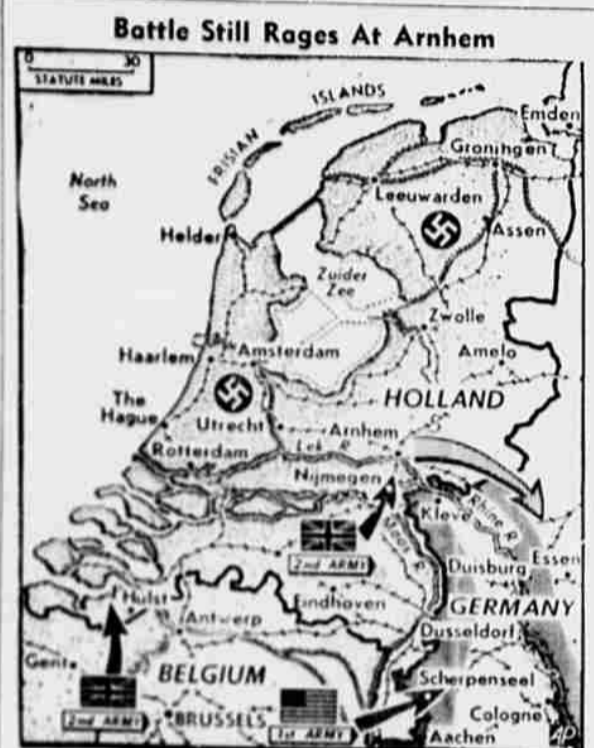 Battle Still Rages At Arnhem
0 30
STATUTE MILES
FRISIAN ISLANDS
Emden
Groningen
North
Sea
Leeuwarden
Helder
Assen
Zuider
Zee
Zwolle
Haarlem
Amsterdam
Amelo
The
Hague
HOLLAND
Utrecht
Arnhem
Lek R.
Rotterdam
Nijmegen
Rhine R.
Kleve
2nd ARMY
Maas R.
Essen
Duisburg
Hulst
Eindhoven
GERMANY
Antwerp
Dusseldorf
Gent
BELGIUM
Scherpenseel
2nd ARMY
BRUSSELS
1st ARMY
Cologne
Aachen
AP